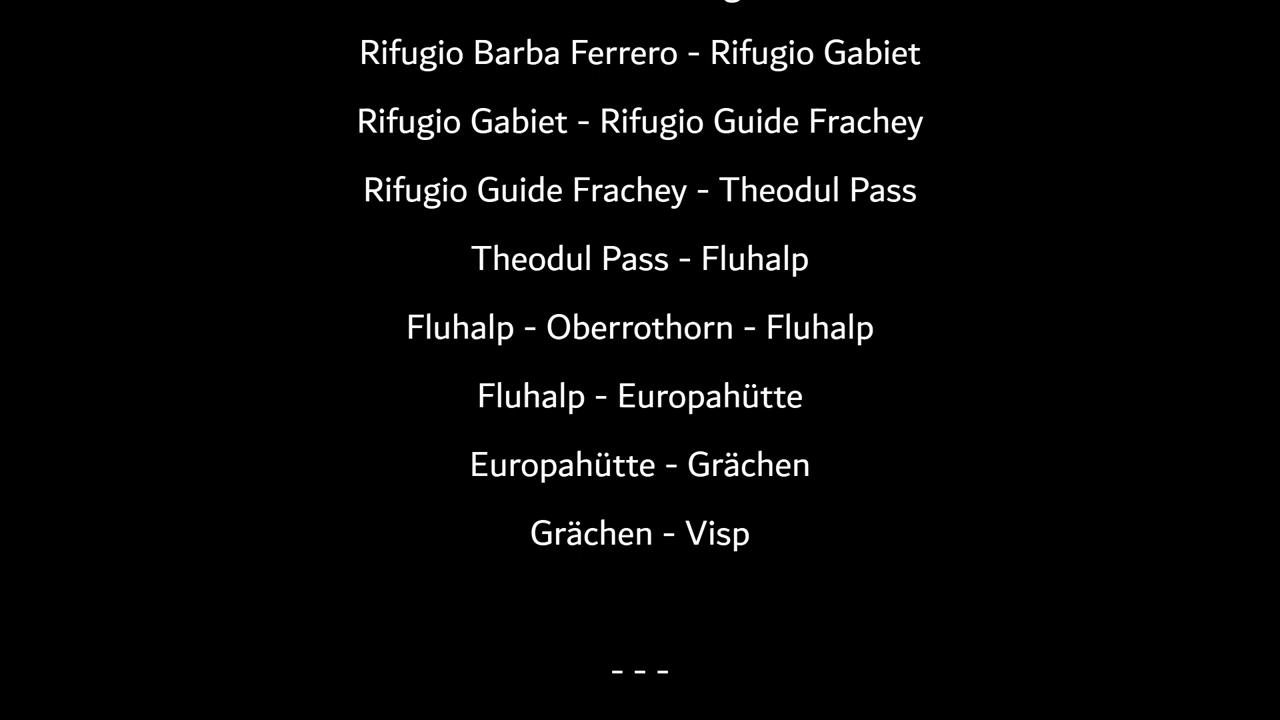 Rifugio Barba Ferrero - Rifugio Gabiet
Rifugio Gabiet - Rifugio Guide Frachey
Rifugio Guide Frachey - Theodul Pass
Theodul Pass - Fluhalp
Fluhalp - Oberrothorn - Fluhalp
Fluhalp - Europahütte
Europahütte - Grächen
Grächen - Visp
- - -